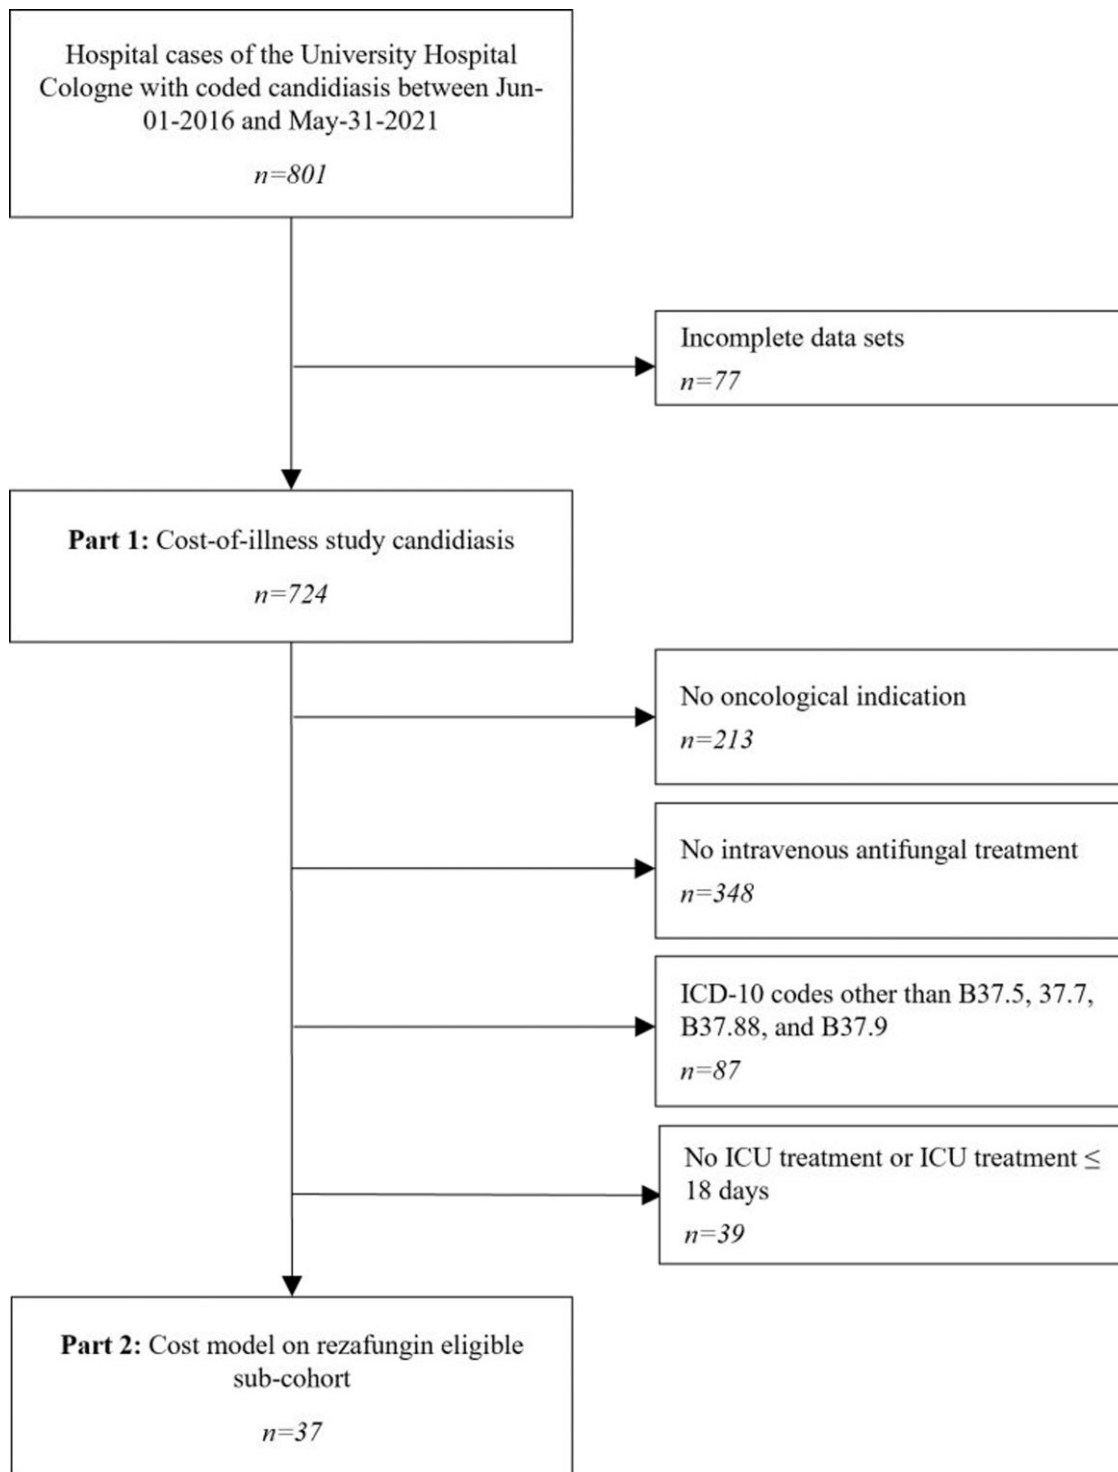 Hospital cases of the University Hospital
Cologne with coded candidiasis between Jun-
01-2016 and May-31-2021
n=801
Incomplete data sets
n=77
Part 1: Cost-of-illness study candidiasis
n=724
No oncological indication
n=213
No intravenous antifungal treatment
n=348
ICD-10 codes other than B37.5, 37.7,
B37.88, and B37.9
n=87
No ICU treatment or ICU treatment ≤
18 days
n=39
Part 2: Cost model on rezafungin eligible
sub-cohort
n=37